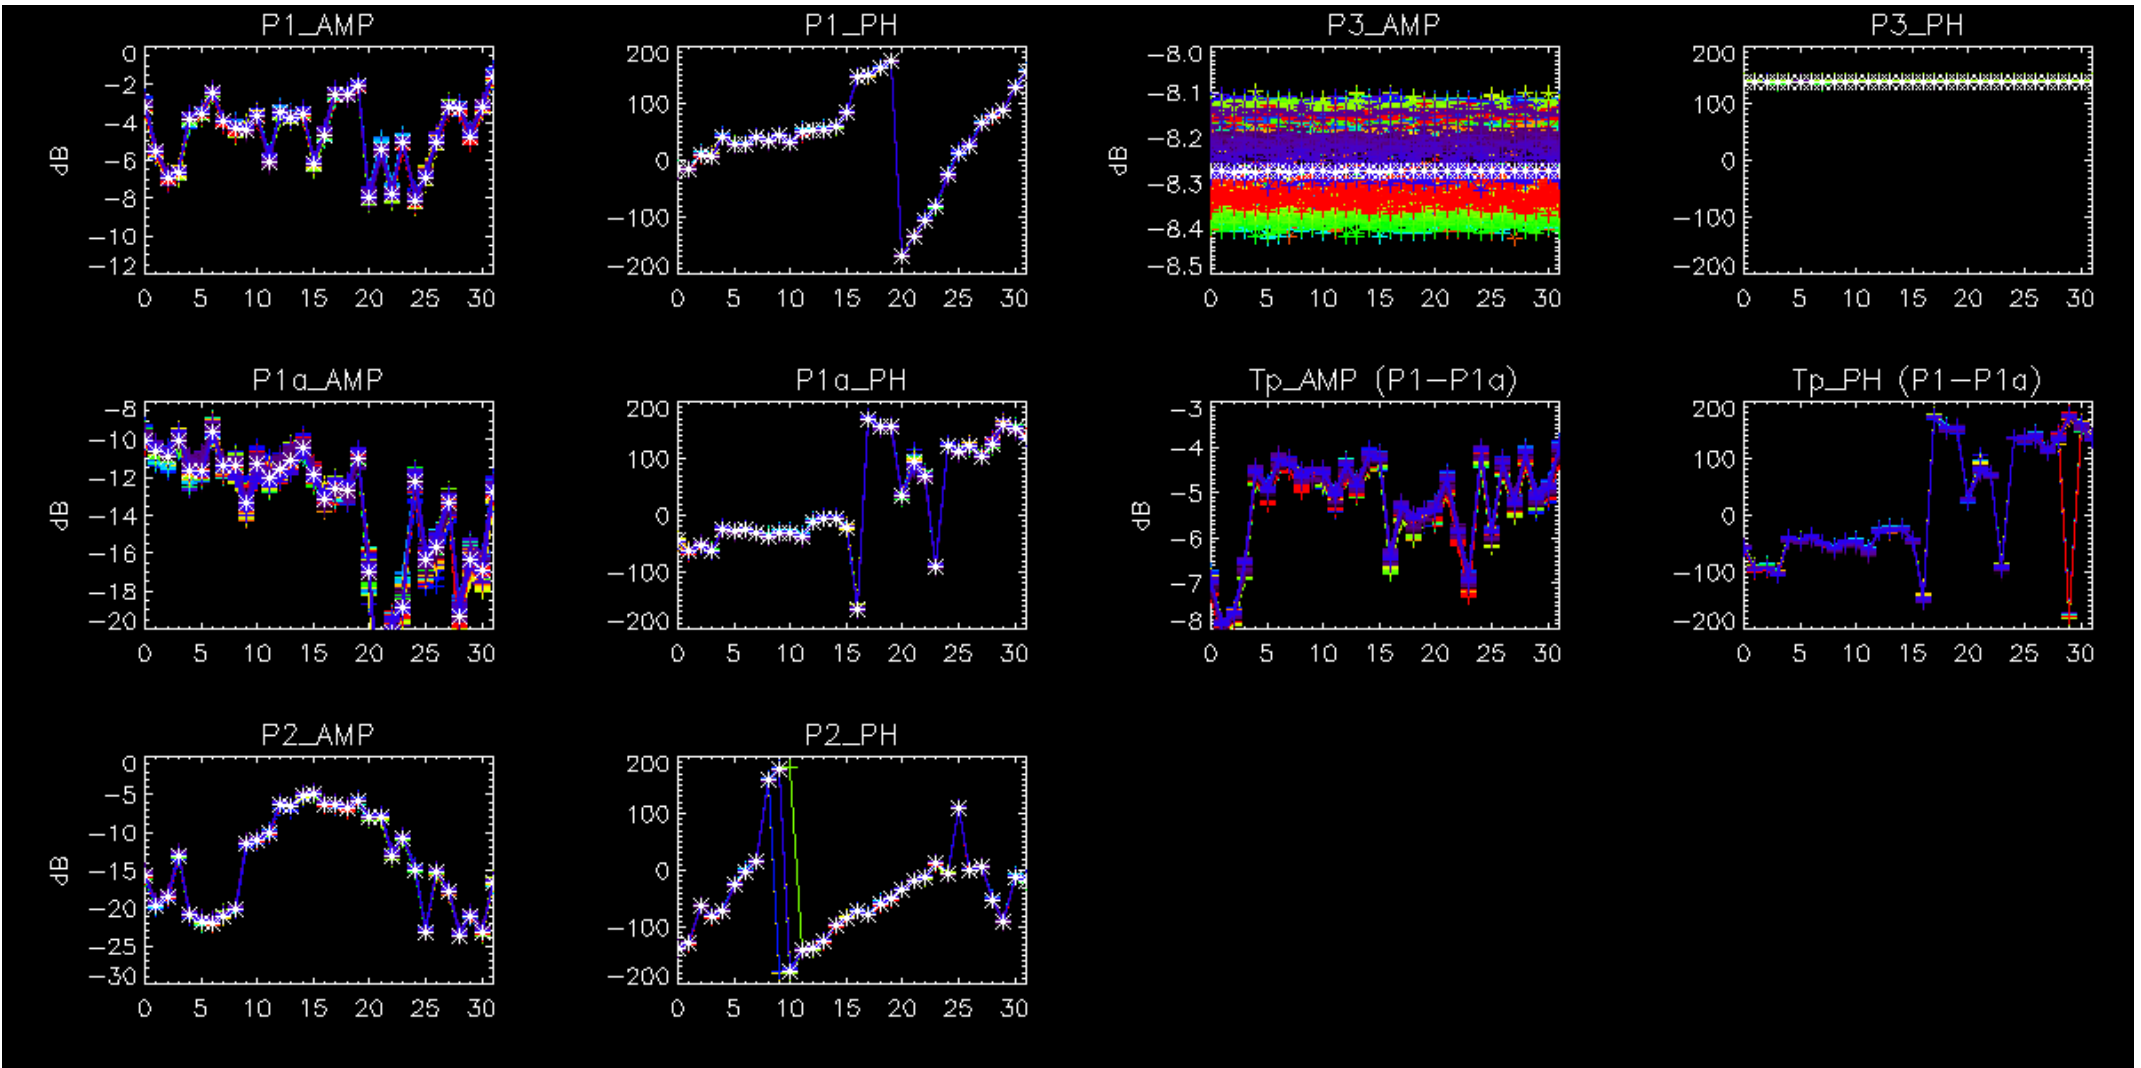 P1_AMP
P1_PH
P3_AMP
P3_PH
0
−2
−4
−6
−8
−10
−12
dB
0 5 10 15 20 25 30
200
100
0
−100
−200
0 5 10 15 20 25 30
−8.0
−8.1
−8.2
−8.3
−8.4
−8.5
dB
0 5 10 15 20 25 30
200
100
0
−100
−200
0 5 10 15 20 25 30
P1a_AMP
P1a_PH
Tp_AMP (P1−P1a)
Tp_PH (P1−P1a)
−8
−10
−12
−14
−16
−18
−20
dB
0 5 10 15 20 25 30
200
100
0
−100
−200
0 5 10 15 20 25 30
−3
−4
−5
−6
−7
−8
dB
0 5 10 15 20 25 30
200
100
0
−100
−200
0 5 10 15 20 25 30
P2_AMP
P2_PH
0
−5
−10
−15
−20
−25
−30
dB
0 5 10 15 20 25 30
200
100
0
−100
−200
0 5 10 15 20 25 30